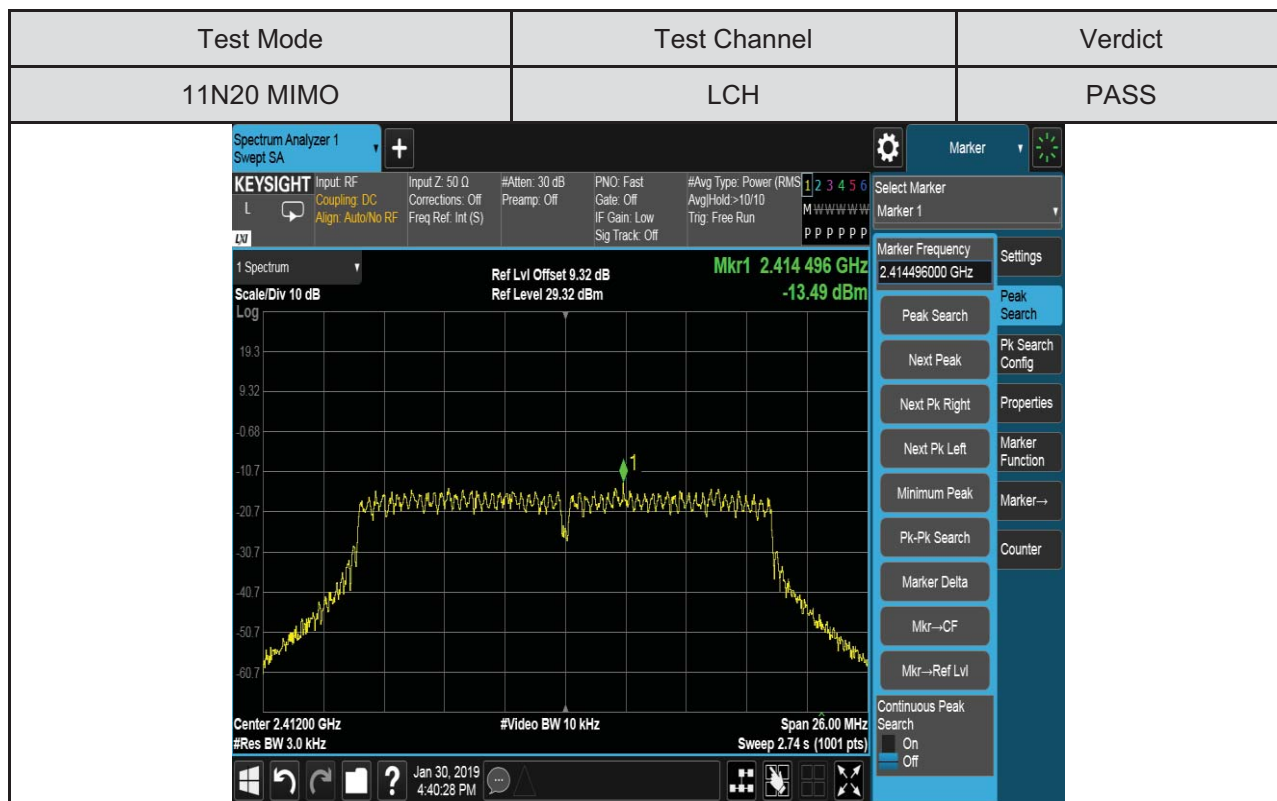 Test Mode Test Channel Verdict
11N20 MIMO LCH PASS
Spectrum Analyzer 1
Swept SA
+
Marker
KEYSIGHT
L
LXI
Input: RF
Coupling: DC
Align: Auto/No RF
Input Z: 50 Ω
Corrections: Off
Freq Ref: Int (S)
#Atten: 30 dB
Preamp: Off
PNO: Fast
Gate: Off
IF Gain: Low
Sig Track: Off
#Avg Type: Power (RMS
Avg|Hold:>10/10
Trig: Free Run
1 2 3 4 5 6
M W W W W W
P P P P P P
Select Marker
Marker 1
1 Spectrum
Scale/Div 10 dB
Log
Ref Lvl Offset 9.32 dB
Ref Level 29.32 dBm
Mkr1 2.414 496 GHz
-13.49 dBm
19.3
9.32
-0.68
-10.7
-20.7
-30.7
-40.7
-50.7
-60.7
1
Center 2.41200 GHz
#Res BW 3.0 kHz
#Video BW 10 kHz
Span 26.00 MHz
Sweep 2.74 s (1001 pts)
Marker Frequency
2.414496000 GHz
Peak Search
Next Peak
Next Pk Right
Next Pk Left
Minimum Peak
Pk-Pk Search
Marker Delta
Mkr→CF
Mkr→Ref Lvl
Continuous Peak
Search
On
Off
Settings
Peak
Search
Pk Search
Config
Properties
Marker
Function
Marker→
Counter
?
Jan 30, 2019
4:40:28 PM